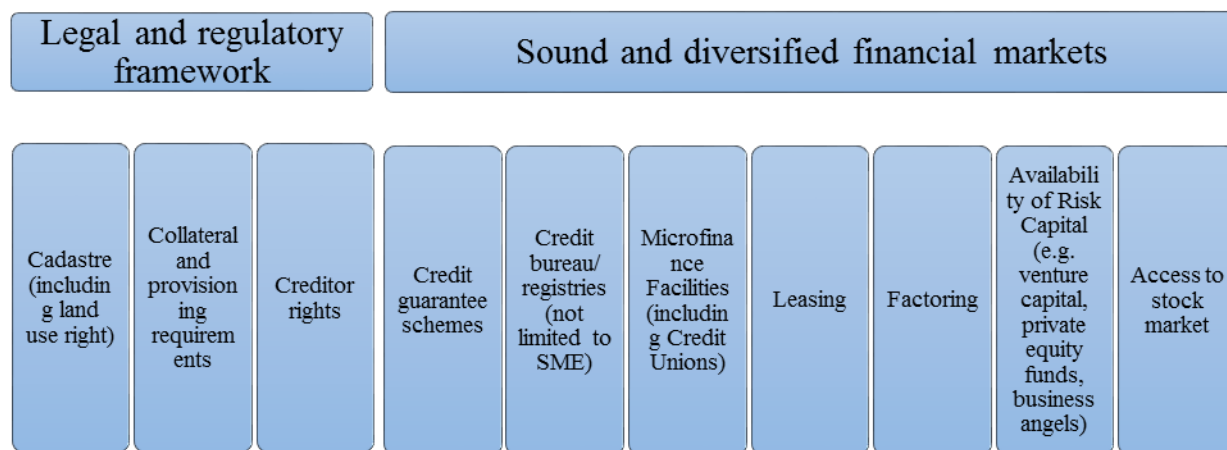 Legal and regulatory
framework
Sound and diversified financial markets
Cadastre
(includin
g land
use right)
Collateral
and
provision
ing
requirem
ents
Creditor
rights
Credit
guarantee
schemes
Credit
bureau/
registries
(not
limited to
SME)
Microfina
nce
Facilities
(includin
g Credit
Unions)
Leasing
Factoring
Availabili
ty of Risk
Capital
(e.g.
venture
capital,
private
equity
funds,
business
angels)
Access to
stock
market